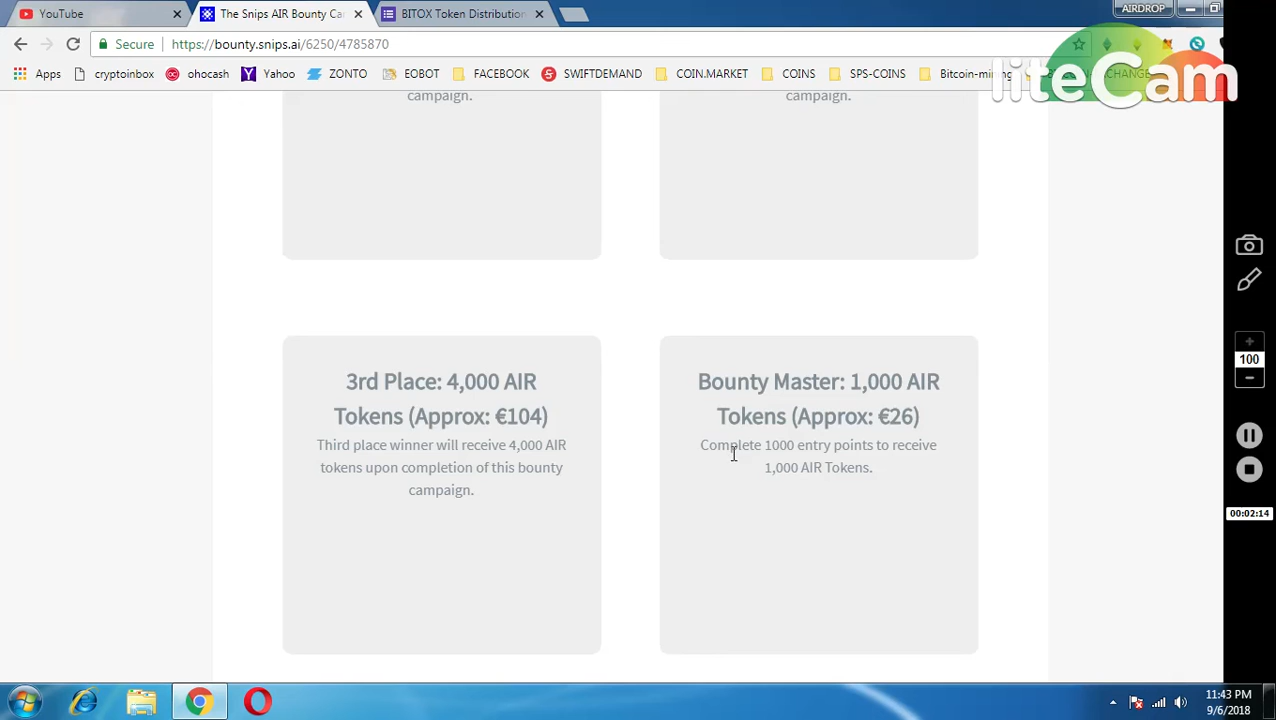 AIRDROP
YouTube
The Snips AIR Bounty Ca
BITOX Token Distribution
Secure
https://bounty.snips.ai/6250/4785870
Apps
cryptoinbox
ohocash
Yahoo
ZONTO
EOBOT
FACEBOOK
SWIFTDEMAND
COIN.MARKET
COINS
SPS-COINS
Bitcoin-mining
liteCam
campaign.
campaign.
3rd Place: 4,000 AIR
Tokens (Approx: €104)
Third place winner will receive 4,000 AIR
tokens upon completion of this bounty
campaign.
Bounty Master: 1,000 AIR
Tokens (Approx: €26)
Complete 1000 entry points to receive
1,000 AIR Tokens.
100
00:02:14
11:43 PM
9/6/2018